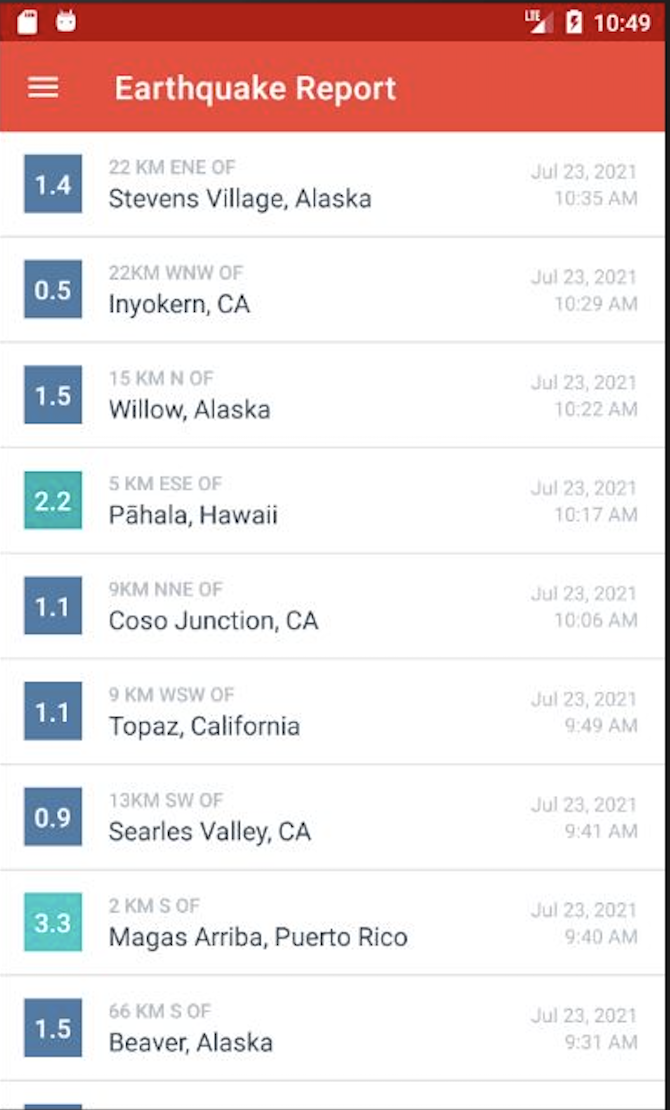 LTE 10:49
Earthquake Report
1.4
22 KM ENE OF
Stevens Village, Alaska
Jul 23, 2021
10:35 AM
0.5
22KM WNW OF
Inyokern, CA
Jul 23, 2021
10:29 AM
1.5
15 KM N OF
Willow, Alaska
Jul 23, 2021
10:22 AM
2.2
5 KM ESE OF
Pāhala, Hawaii
Jul 23, 2021
10:17 AM
1.1
9KM NNE OF
Coso Junction, CA
Jul 23, 2021
10:06 AM
1.1
9 KM WSW OF
Topaz, California
Jul 23, 2021
9:49 AM
0.9
13KM SW OF
Searles Valley, CA
Jul 23, 2021
9:41 AM
3.3
2 KM S OF
Magas Arriba, Puerto Rico
Jul 23, 2021
9:40 AM
1.5
66 KM S OF
Beaver, Alaska
Jul 23, 2021
9:31 AM